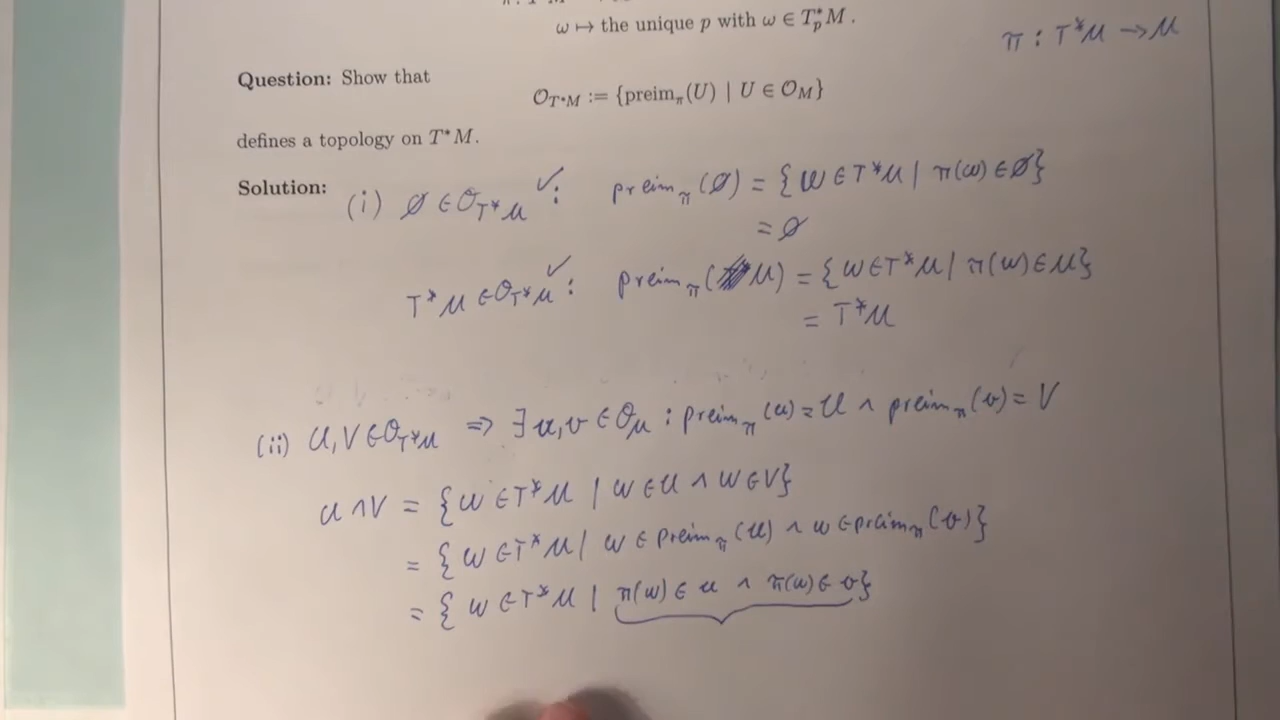 ω ↦ the unique p with ω ∈ T*ₚM .
π : T*M → M
Question: Show that
𝒪_{T*M} := {preim_π(U) | U ∈ 𝒪_M}
defines a topology on T*M.
Solution: (i) ∅ ∈ 𝒪_{T*M} ✓: preim_π(∅) = {ω ∈ T*M | π(ω) ∈ ∅}
= ∅
T*M ∈ 𝒪_{T*M} ✓: preim_π(M) = {ω ∈ T*M | π(ω) ∈ M}
= T*M
(ii) U, V ∈ 𝒪_{T*M} ⇒ ∃ u, v ∈ 𝒪_M : preim_π(u) = U ∧ preim_π(v) = V
U ∩ V = {ω ∈ T*M | ω ∈ U ∧ ω ∈ V}
= {ω ∈ T*M | ω ∈ preim_π(u) ∧ ω ∈ preim_π(v)}
= {ω ∈ T*M | π(ω) ∈ u ∧ π(ω) ∈ v}